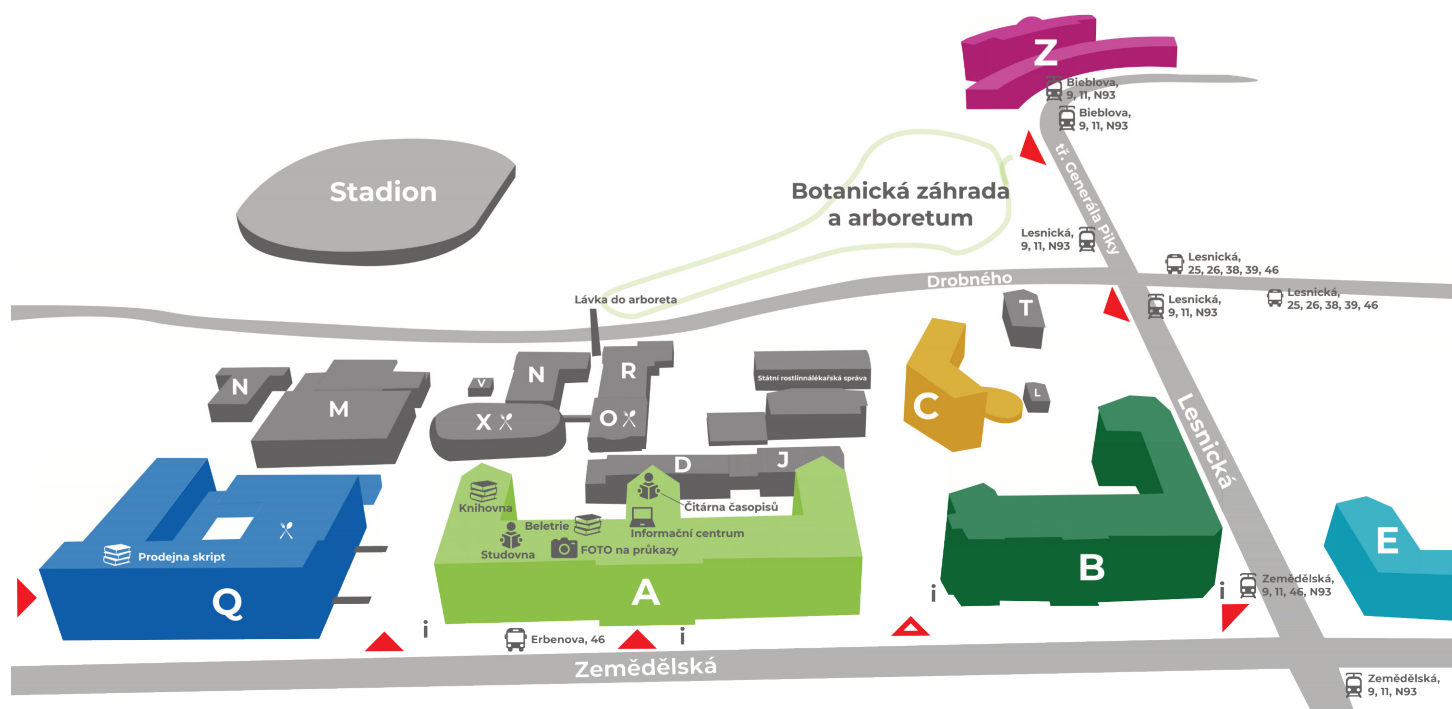 Z
Bieblova,
9, 11, N93
Bieblova,
9, 11, N93
tř. Generála Píky
Stadion
Botanická záhrada
a arboretum
Lesnická,
9, 11, N93
Lesnická,
25, 26, 38, 39, 46
Drobného
Lesnická,
25, 26, 38, 39, 46
Lávka do arboreta
Lesnická,
9, 11, N93
T
N
M
V
N
R
Státní rostlinnálékařská správa
X
O
C
L
Lesnická
D
J
Knihovna
Čitárna časopisů
Beletrie
Informační centrum
Studovna
FOTO na průkazy
Prodejna skript
Q
A
B
E
i
i
i
i
Zemědělská,
9, 11, 46, N93
Erbenova, 46
Zemědělská
Zemědělská,
9, 11, N93